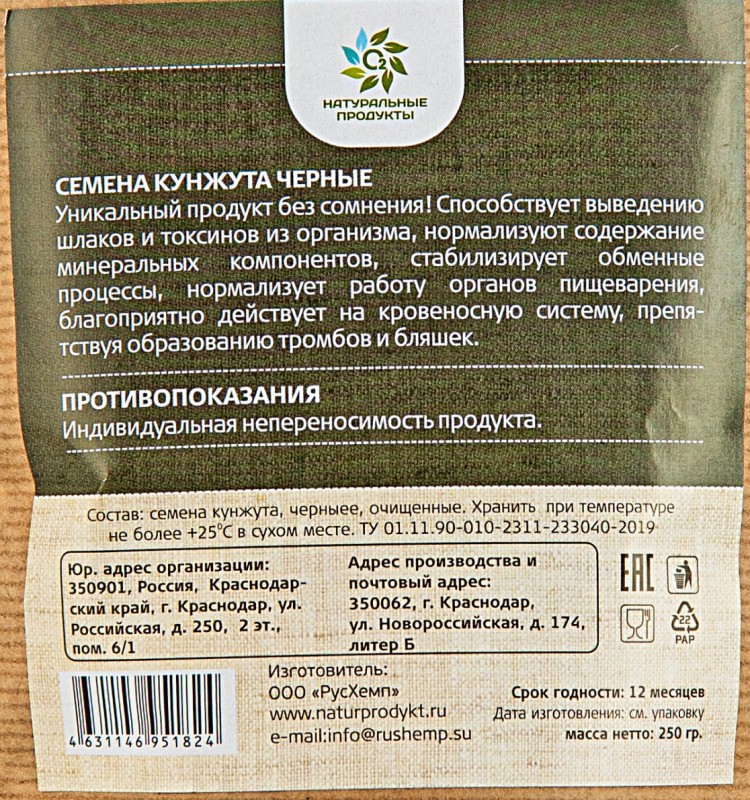 O2
НАТУРАЛЬНЫЕ
ПРОДУКТЫ
СЕМЕНА КУНЖУТА ЧЕРНЫЕ
Уникальный продукт без сомнения! Способствует выведению
шлаков и токсинов из организма, нормализуют содержание
минеральных компонентов, стабилизирует обменные
процессы, нормализует работу органов пищеварения,
благоприятно действует на кровеносную систему, препя-
тствуя образованию тромбов и бляшек.
ПРОТИВОПОКАЗАНИЯ
Индивидуальная непереносимость продукта.
Состав: семена кунжута, черныее, очищенные. Хранить при температуре
не более +25°С в сухом месте. ТУ 01.11.90-010-2311-233040-2019
Юр. адрес организации:
350901, Россия, Краснодар-
ский край, г. Краснодар, ул.
Российская, д. 250, 2 эт.,
пом. 6/1
Адрес производства и
почтовый адрес:
350062, г. Краснодар,
ул. Новороссийская, д. 174,
литер Б
ЕАС
22
PAP
4 631146 951824
Изготовитель:
ООО «РусХемп»
www.naturprodykt.ru
e-mail:info@rushemp.su
Срок годности: 12 месяцев
Дата изготовления: см. упаковку
масса нетто: 250 гр.